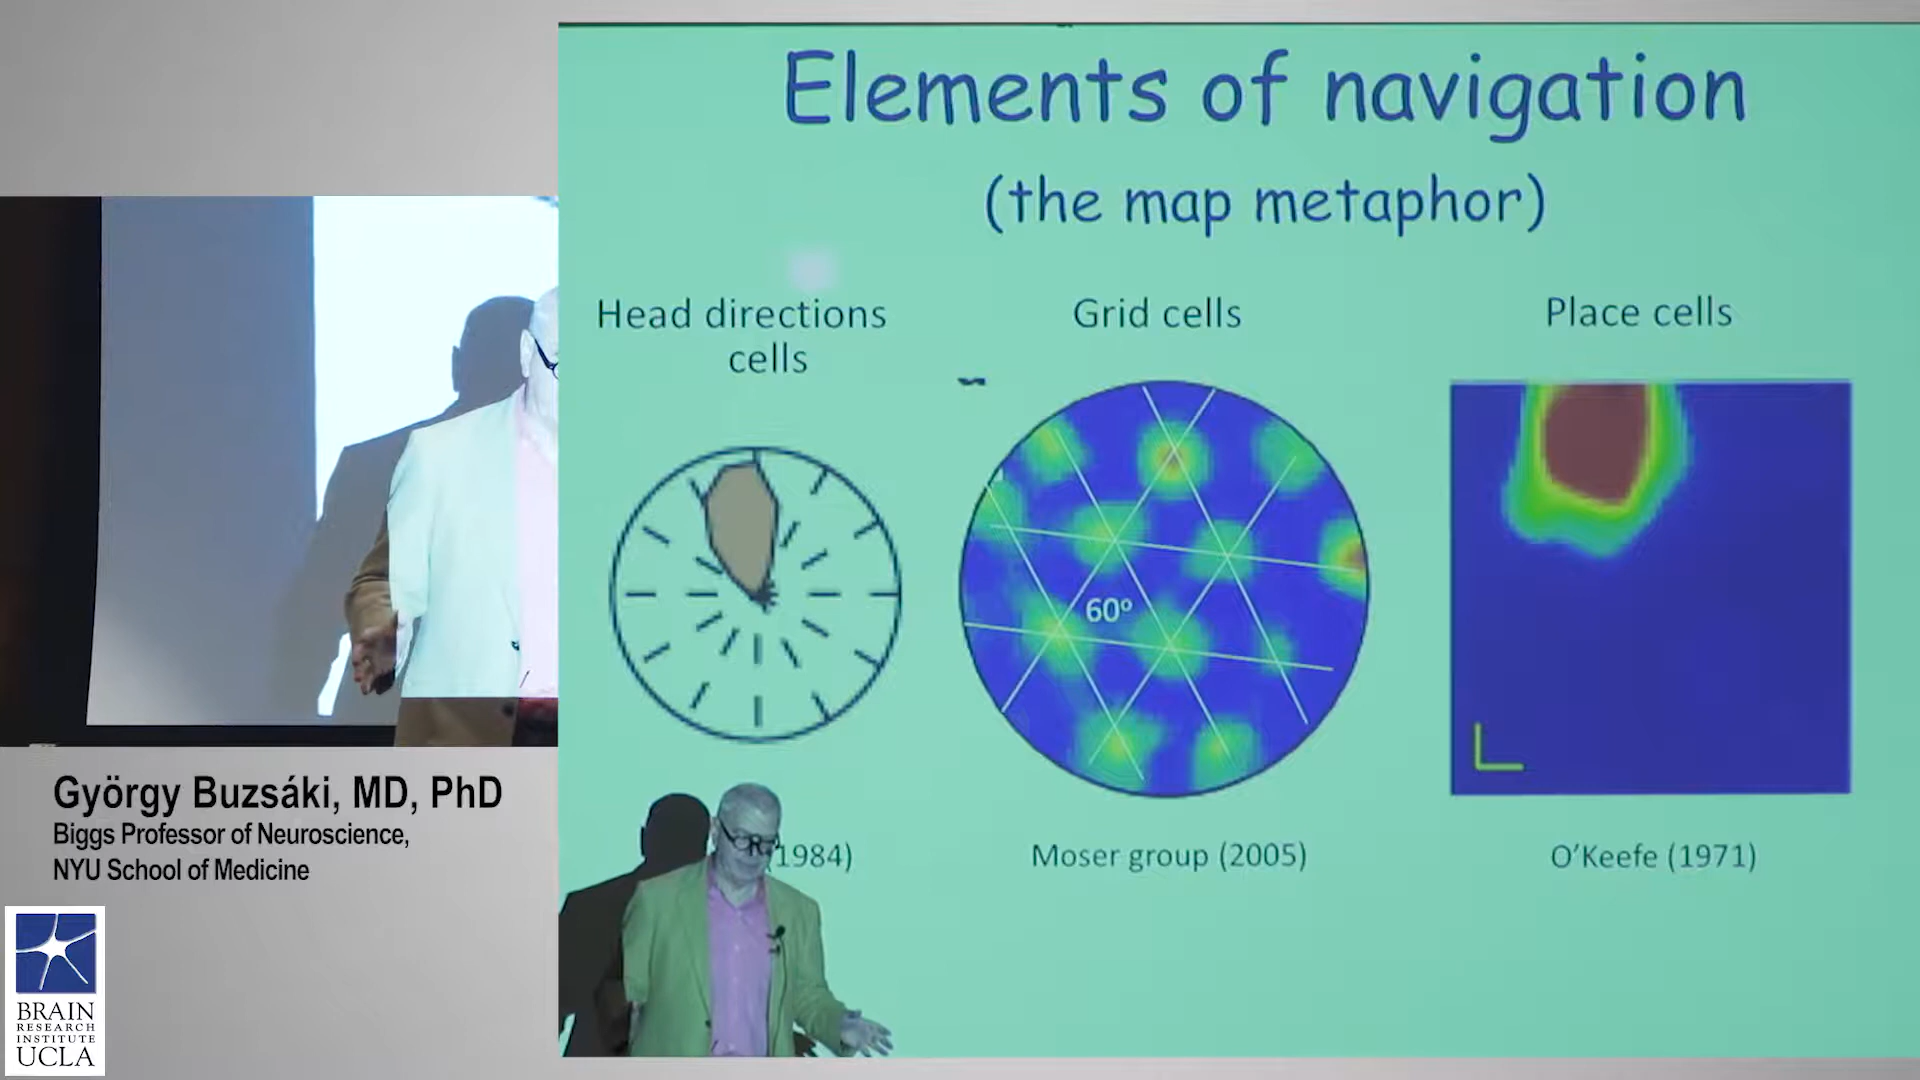 Elements of navigation
(the map metaphor)
Head directions
cells
Grid cells
Place cells
60º
1984)
Moser group (2005)
O'Keefe (1971)
György Buzsáki, MD, PhD
Biggs Professor of Neuroscience,
NYU School of Medicine
BRAIN
RESEARCH
INSTITUTE
UCLA